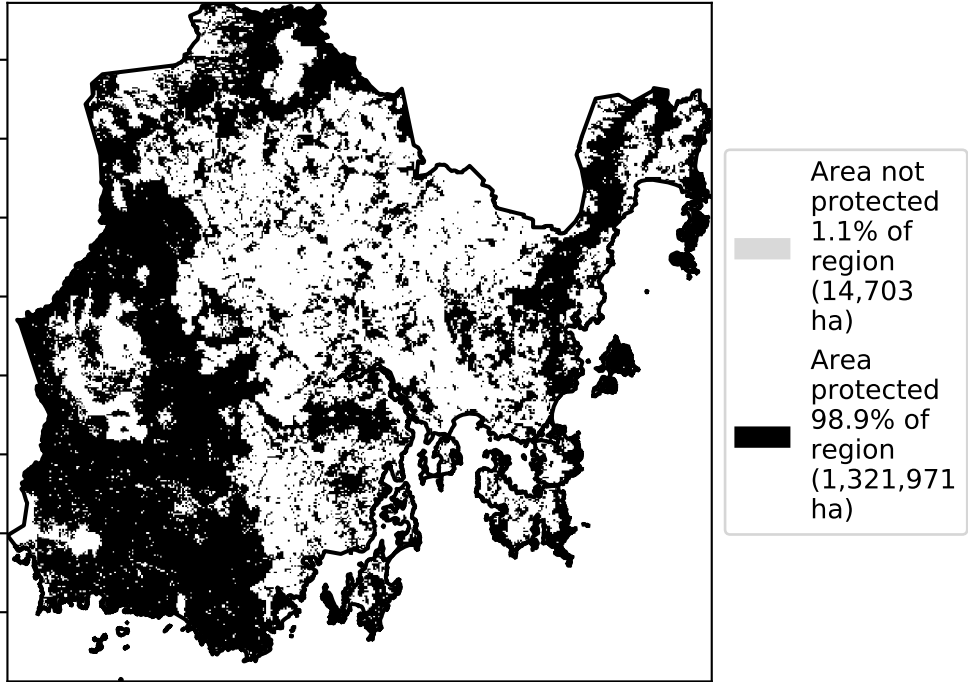 Area not
protected
1.1% of
region
(14,703
ha)
Area
protected
98.9% of
region
(1,321,971
ha)